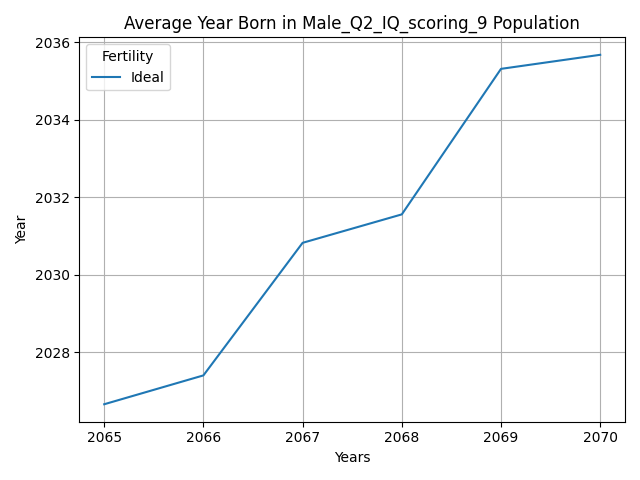 Average Year Born in Male_Q2_IQ_scoring_9 Population
2036
2034
2032
2030
2028
Year
Fertility
Ideal
2065 2066 2067 2068 2069 2070
Years